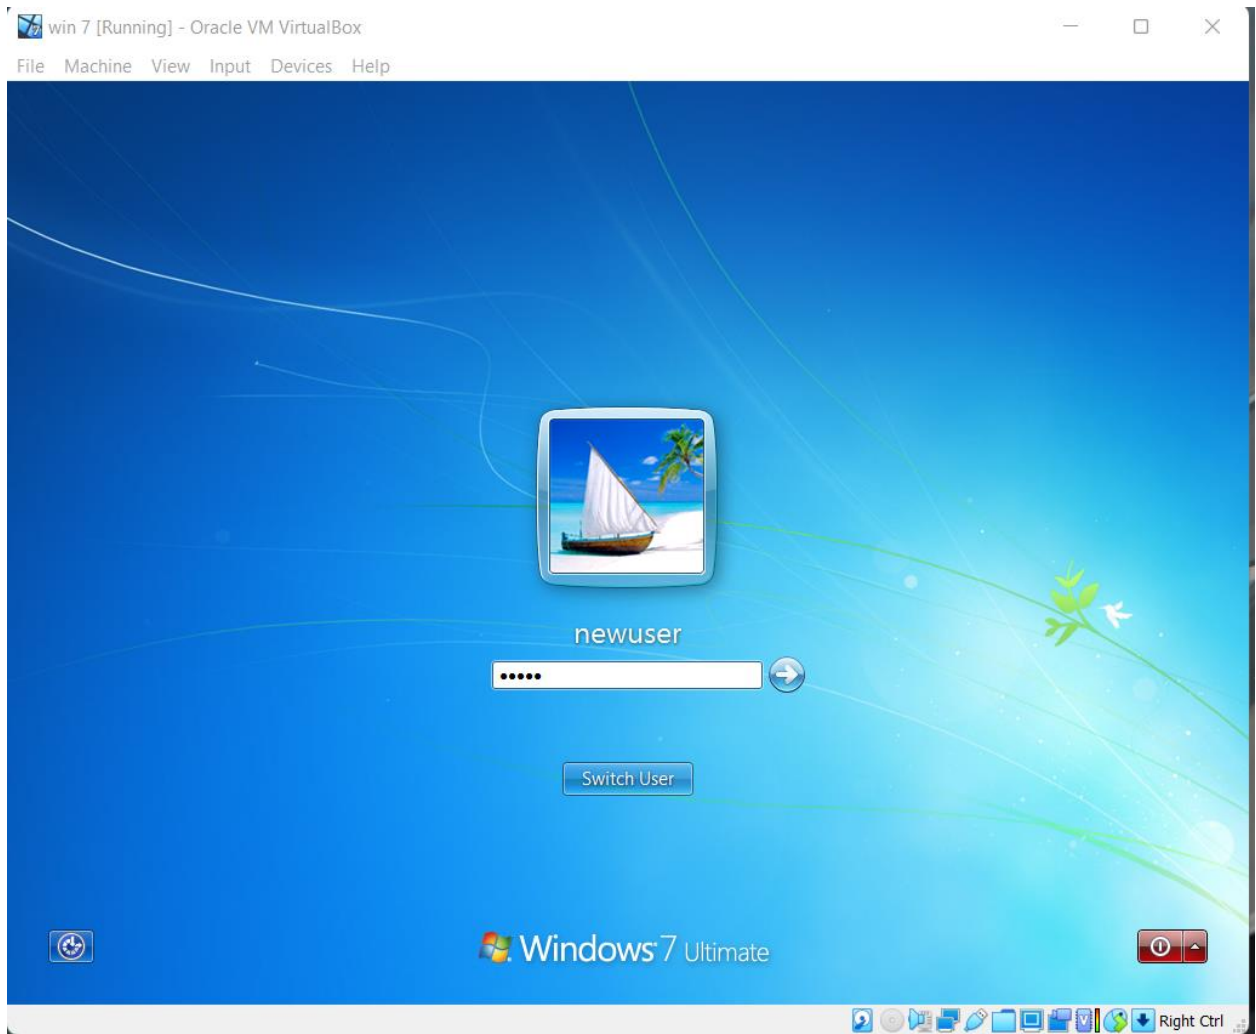 win 7 [Running] - Oracle VM VirtualBox
File Machine View Input Devices Help
newuser
•••••
Switch User
Windows 7 Ultimate
Right Ctrl